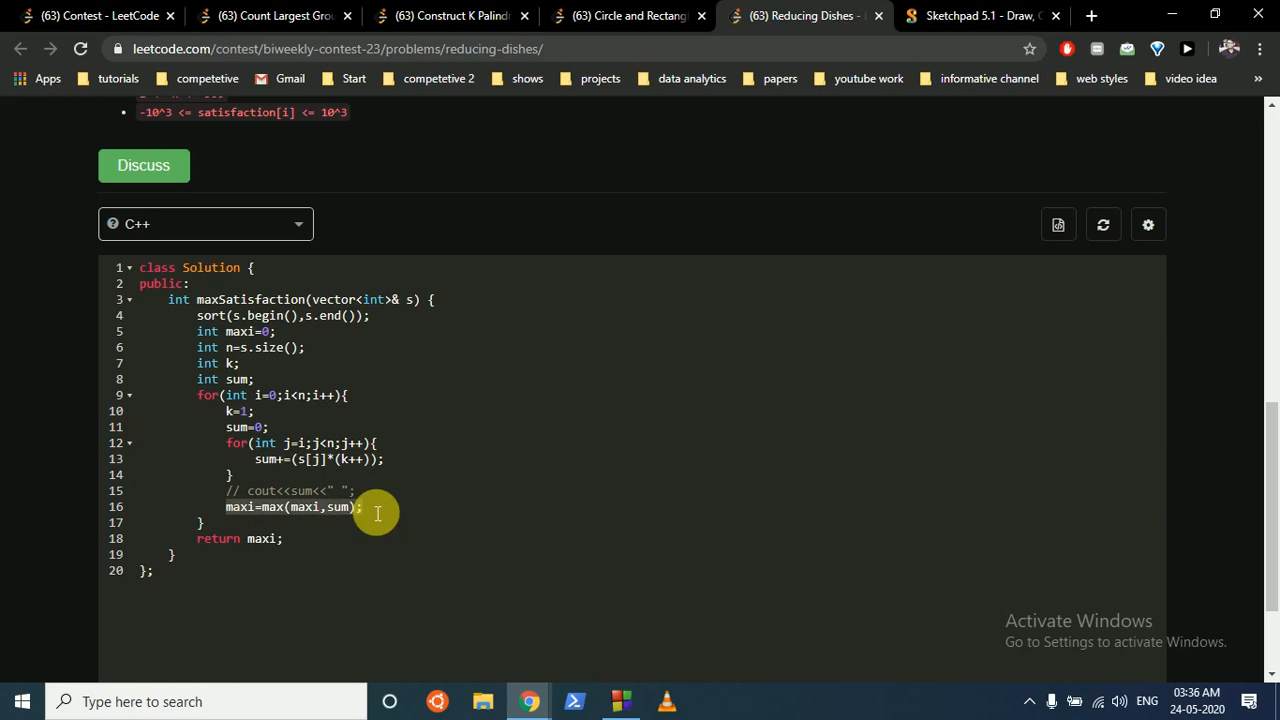 (63) Contest - LeetCode
(63) Count Largest Gro
(63) Construct K Palindr
(63) Circle and Rectang
(63) Reducing Dishes -
Sketchpad 5.1 - Draw,
leetcode.com/contest/biweekly-contest-23/problems/reducing-dishes/
Apps tutorials competetive Gmail Start competetive 2 shows projects data analytics papers youtube work informative channel web styles video idea »
-10^3 <= satisfaction[i] <= 10^3
Discuss
C++
1 class Solution {
2 public:
3 int maxSatisfaction(vector<int>& s) {
4 sort(s.begin(),s.end());
5 int maxi=0;
6 int n=s.size();
7 int k;
8 int sum;
9 for(int i=0;i<n;i++){
10 k=1;
11 sum=0;
12 for(int j=i;j<n;j++){
13 sum+=(s[j]*(k++));
14 }
15 // cout<<sum<<" ";
16 maxi=max(maxi,sum);
17 }
18 return maxi;
19 }
20 };
Activate Windows
Go to Settings to activate Windows.
Type here to search
ENG
03:36 AM
24-05-2020